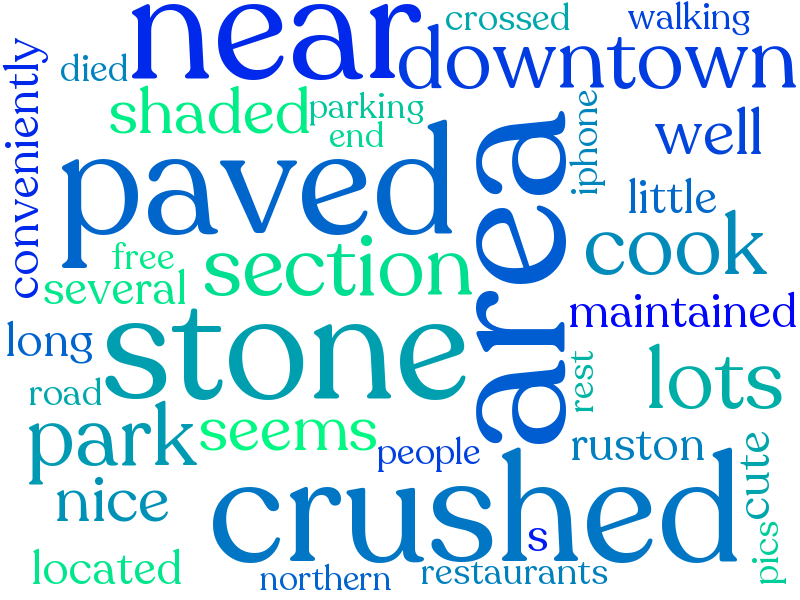 near
crossed
walking
died
downtown
conveniently
shaded
parking
end
iphone
well
paved
area
little
free
several
section
cook
long
stone
maintained
road
rest
lots
park
seems
people
ruston
nice
crushed
s
cute
located
northern
restaurants
pics